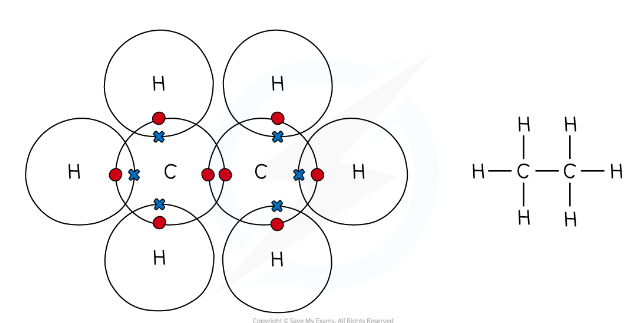 H H
H C C H
H H
H H
H—C—C—H
H H
Copyright © Save My Exams. All Rights Reserved